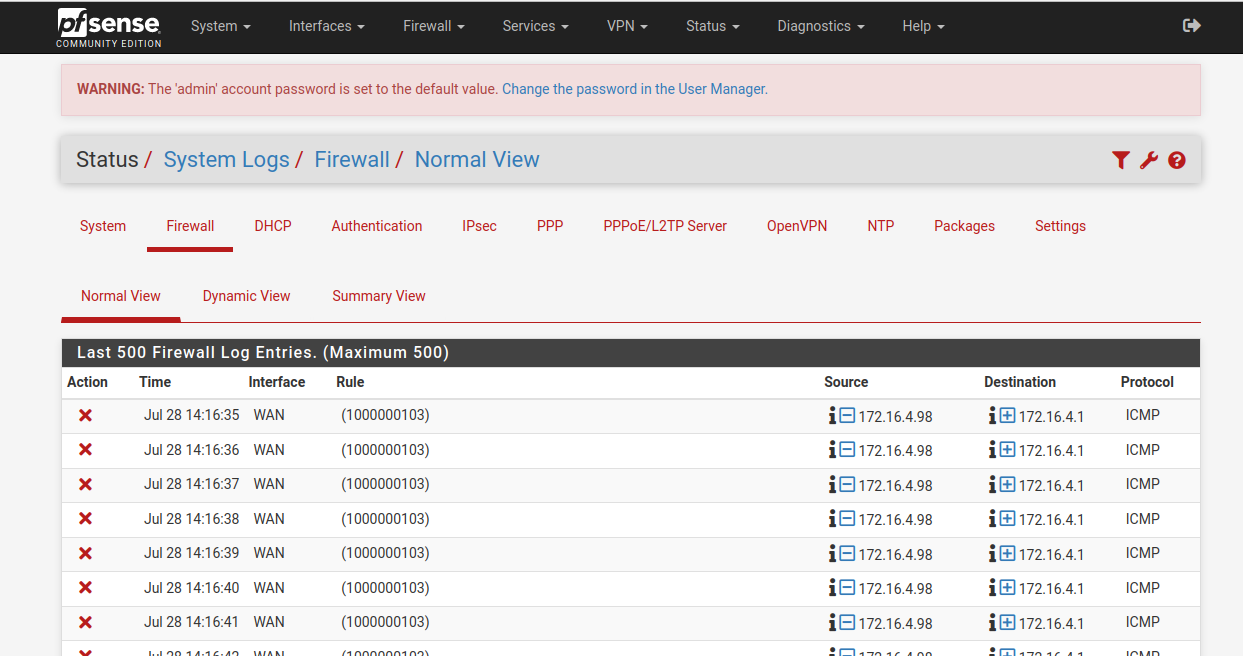 pfsense COMMUNITY EDITION System Interfaces Firewall Services VPN Status Diagnostics Help
WARNING: The 'admin' account password is set to the default value. Change the password in the User Manager.
Status / System Logs / Firewall / Normal View
System Firewall DHCP Authentication IPsec PPP PPPoE/L2TP Server OpenVPN NTP Packages Settings
Normal View Dynamic View Summary View
Last 500 Firewall Log Entries. (Maximum 500)
Action Time Interface Rule Source Destination Protocol
Jul 28 14:16:35 WAN (1000000103) 172.16.4.98 172.16.4.1 ICMP
Jul 28 14:16:36 WAN (1000000103) 172.16.4.98 172.16.4.1 ICMP
Jul 28 14:16:37 WAN (1000000103) 172.16.4.98 172.16.4.1 ICMP
Jul 28 14:16:38 WAN (1000000103) 172.16.4.98 172.16.4.1 ICMP
Jul 28 14:16:39 WAN (1000000103) 172.16.4.98 172.16.4.1 ICMP
Jul 28 14:16:40 WAN (1000000103) 172.16.4.98 172.16.4.1 ICMP
Jul 28 14:16:41 WAN (1000000103) 172.16.4.98 172.16.4.1 ICMP